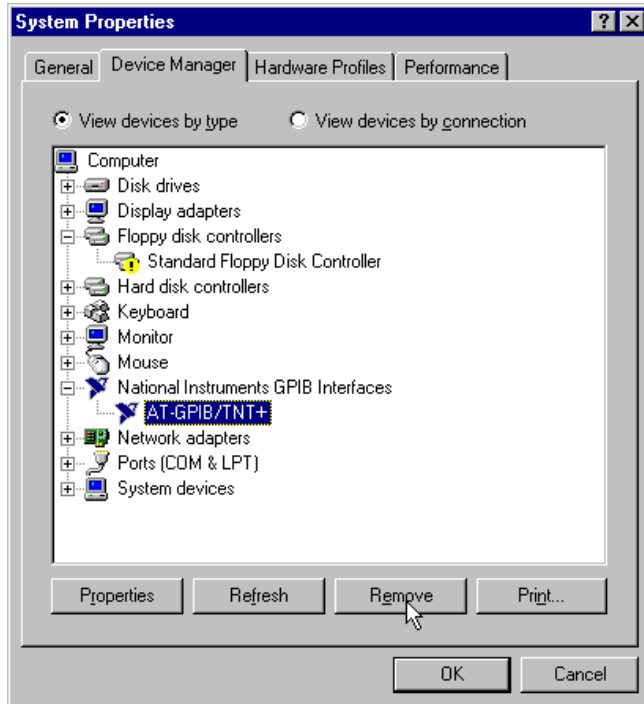 System Properties
General Device Manager Hardware Profiles Performance
View devices by type View devices by connection
Computer
Disk drives
Display adapters
Floppy disk controllers
Standard Floppy Disk Controller
Hard disk controllers
Keyboard
Monitor
Mouse
National Instruments GPIB Interfaces
AT-GPIB/TNT+
Network adapters
Ports (COM & LPT)
System devices
Properties Refresh Remove Print...
OK Cancel